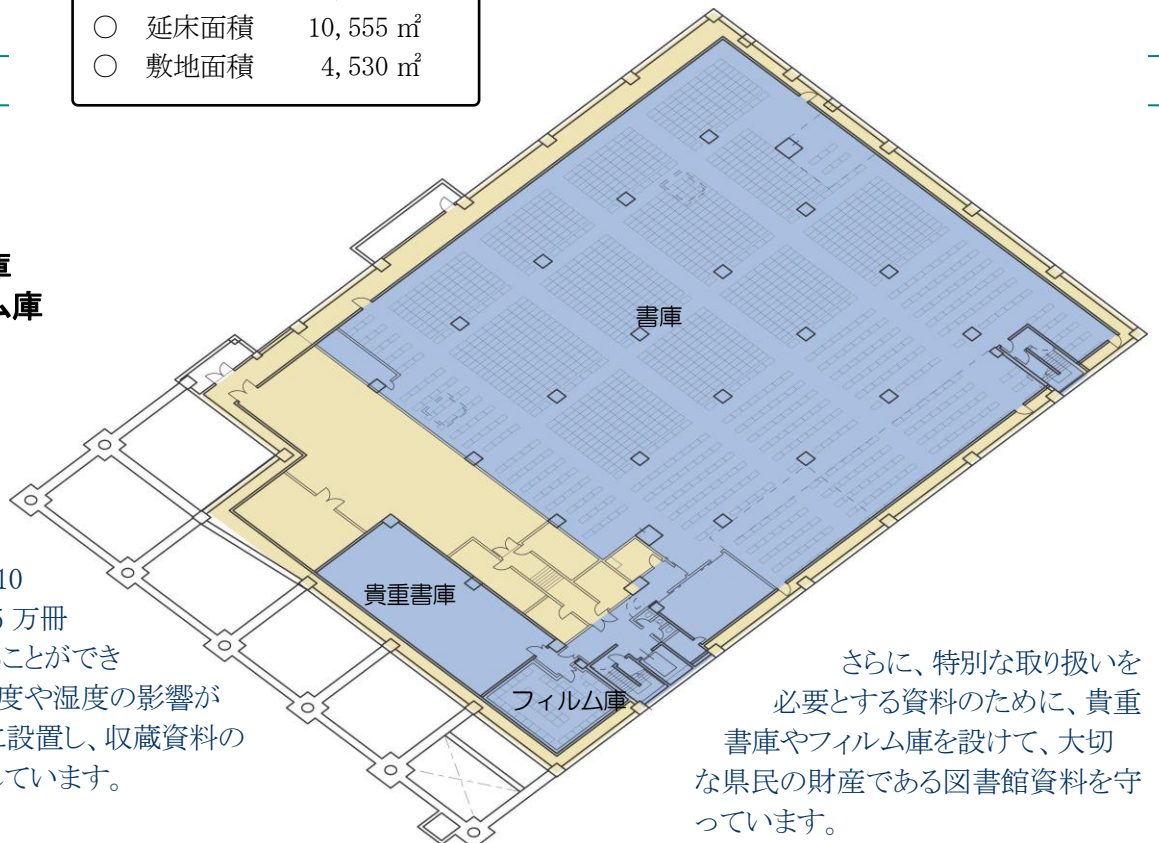 ○　延床面積　　10,555 ㎡
○　敷地面積　　4,530 ㎡
庫
ム庫
書庫
貴重書庫
フィルム庫
10
万冊
ことができ
度や湿度の影響が
に設置し、収蔵資料の
ています。
さらに、特別な取り扱いを
必要とする資料のために、貴重
書庫やフィルム庫を設けて、大切
な県民の財産である図書館資料を守
っています。